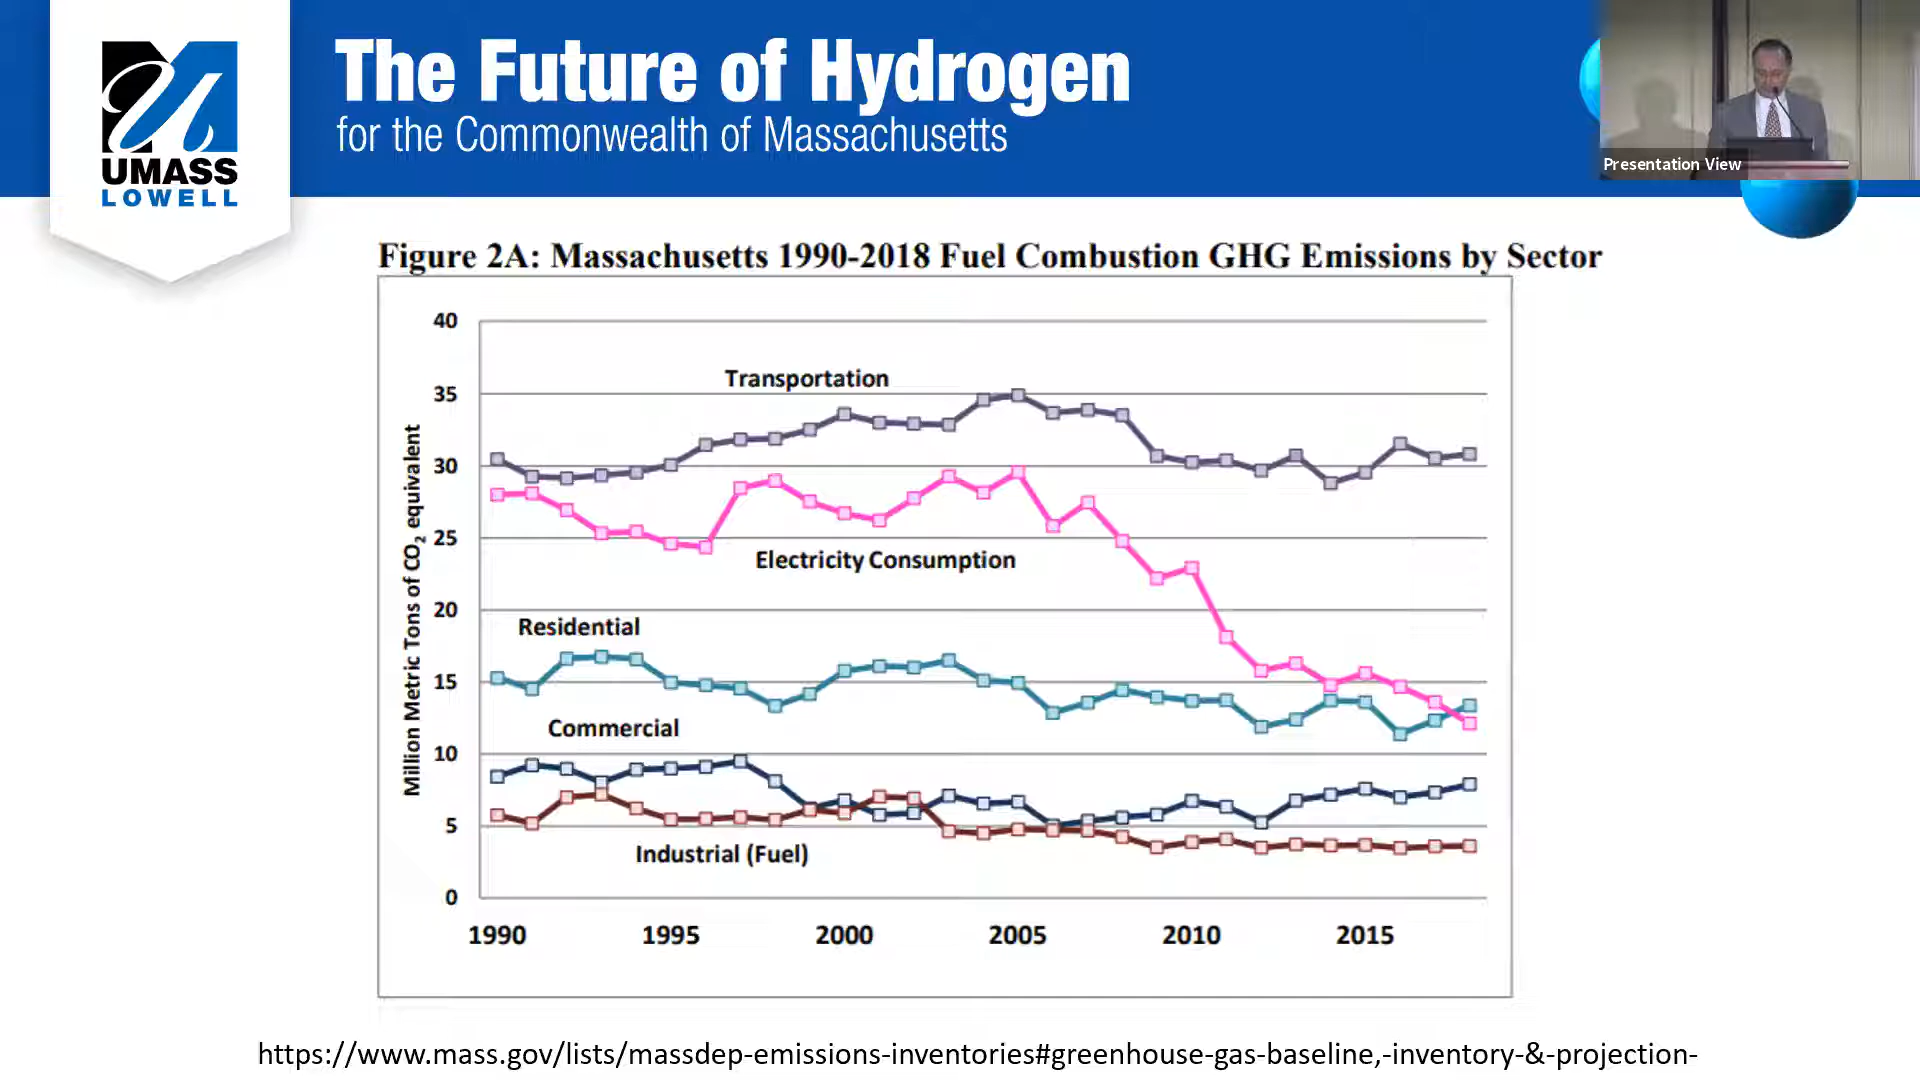 The Future of Hydrogen
for the Commonwealth of Massachusetts
UMASS
LOWELL
Presentation View
Figure 2A: Massachusetts 1990-2018 Fuel Combustion GHG Emissions by Sector
Million Metric Tons of CO2 equivalent
40
35
30
25
20
15
10
5
0
Transportation
Electricity Consumption
Residential
Commercial
Industrial (Fuel)
1990 1995 2000 2005 2010 2015
https://www.mass.gov/lists/massdep-emissions-inventories#greenhouse-gas-baseline,-inventory-&-projection-